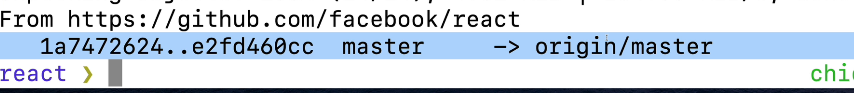 From https://github.com/facebook/react
1a7472624..e2fd460cc master -> origin/master
react ❯